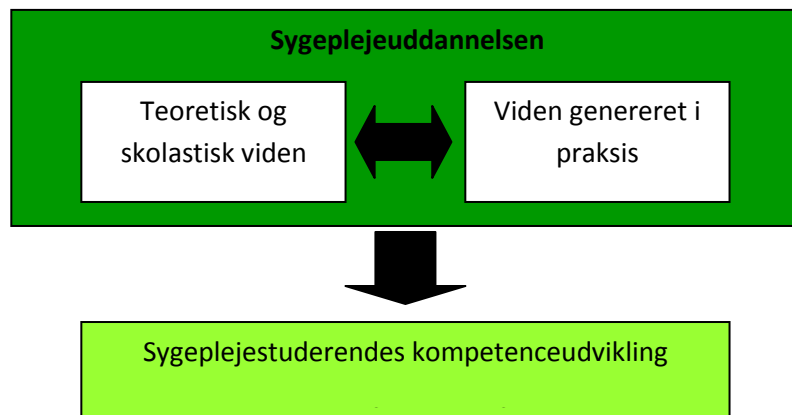 Sygeplejeuddannelsen
Teoretisk og
skolastisk viden
Viden genereret i
praksis
Sygeplejestuderendes kompetenceudvikling